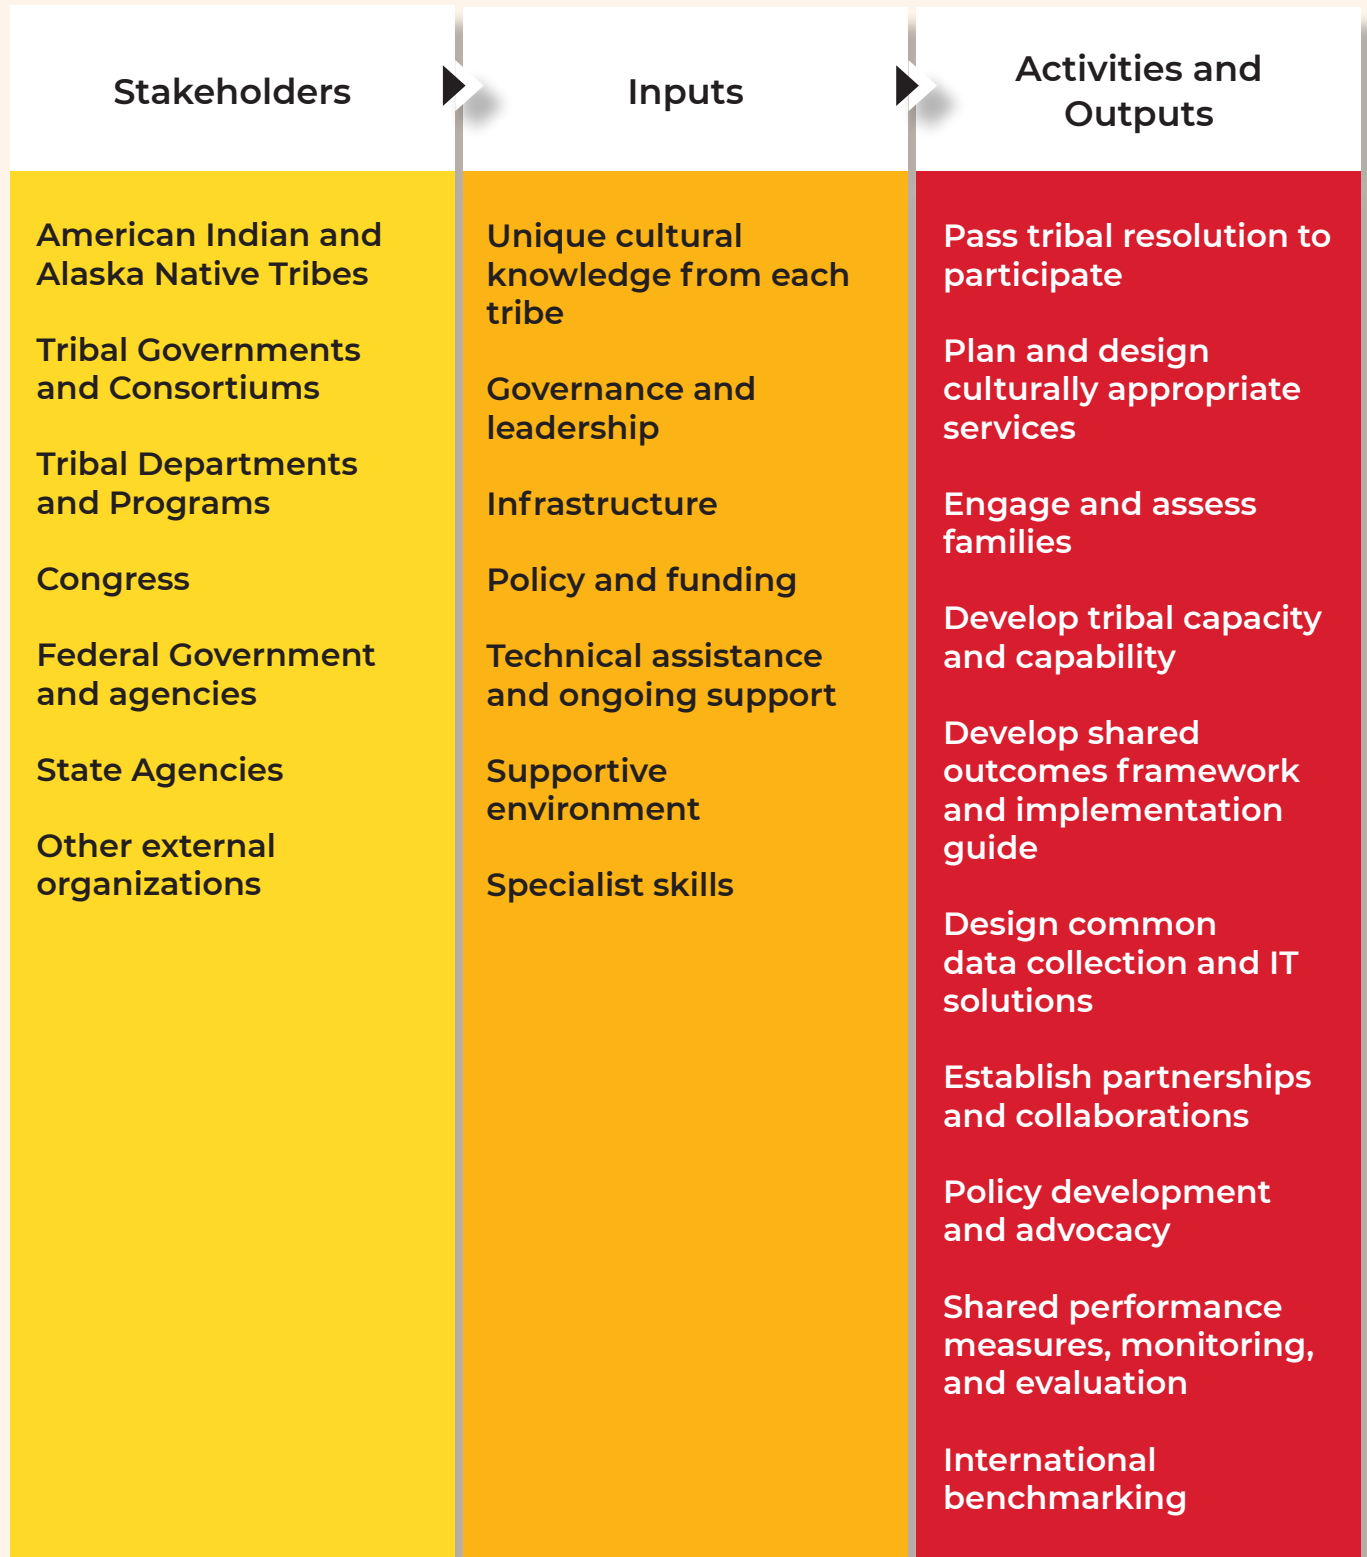 Stakeholders
American Indian and
Alaska Native Tribes
Tribal Governments
and Consortiums
Tribal Departments
and Programs
Congress
Federal Government
and agencies
State Agencies
Other external
organizations
Inputs
Unique cultural
knowledge from each
tribe
Governance and
leadership
Infrastructure
Policy and funding
Technical assistance
and ongoing support
Supportive
environment
Specialist skills
Activities and
Outputs
Pass tribal resolution to
participate
Plan and design
culturally appropriate
services
Engage and assess
families
Develop tribal capacity
and capability
Develop shared
outcomes framework
and implementation
guide
Design common
data collection and IT
solutions
Establish partnerships
and collaborations
Policy development
and advocacy
Shared performance
measures, monitoring,
and evaluation
International
benchmarking